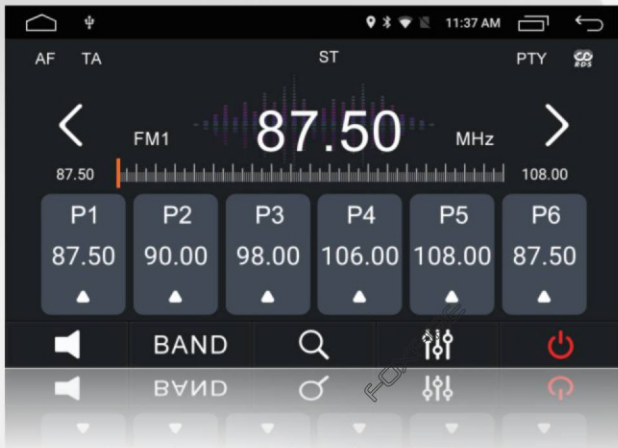 11:37 AM
AF TA ST PTY RDS
FM1 87.50 MHz
87.50 108.00
P1 P2 P3 P4 P5 P6
87.50 90.00 98.00 106.00 108.00 87.50
BAND